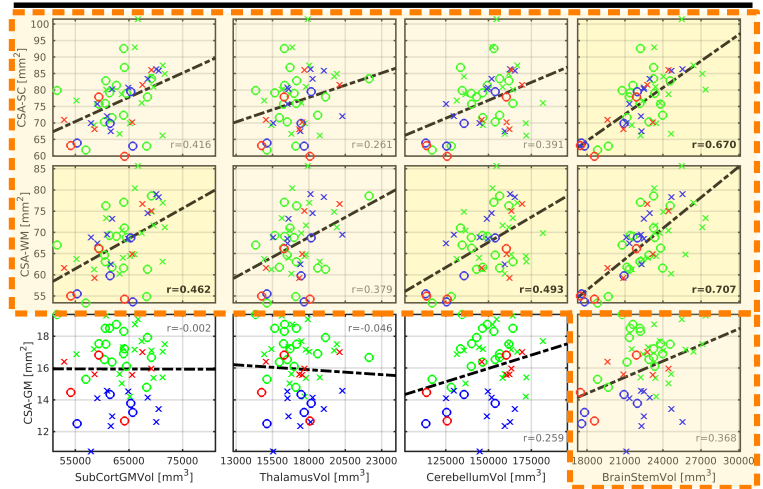 100
95
90
85
80
75
70
65
60
CSA-SC [mm²]
r=0.416
r=0.261
r=0.391
r=0.670
85
80
75
70
65
60
55
CSA-WM [mm²]
r=0.462
r=0.379
r=0.493
r=0.707
18
16
14
12
CSA-GM [mm²]
r=-0.002
r=-0.046
r=0.259
r=0.368
55000 65000 75000
13000 15500 18000 20500 23000
125000 150000 175000
18000 21000 24000 27000 30000
SubCortGMVol [mm³]
ThalamusVol [mm³]
CerebellumVol [mm³]
BrainStemVol [mm³]